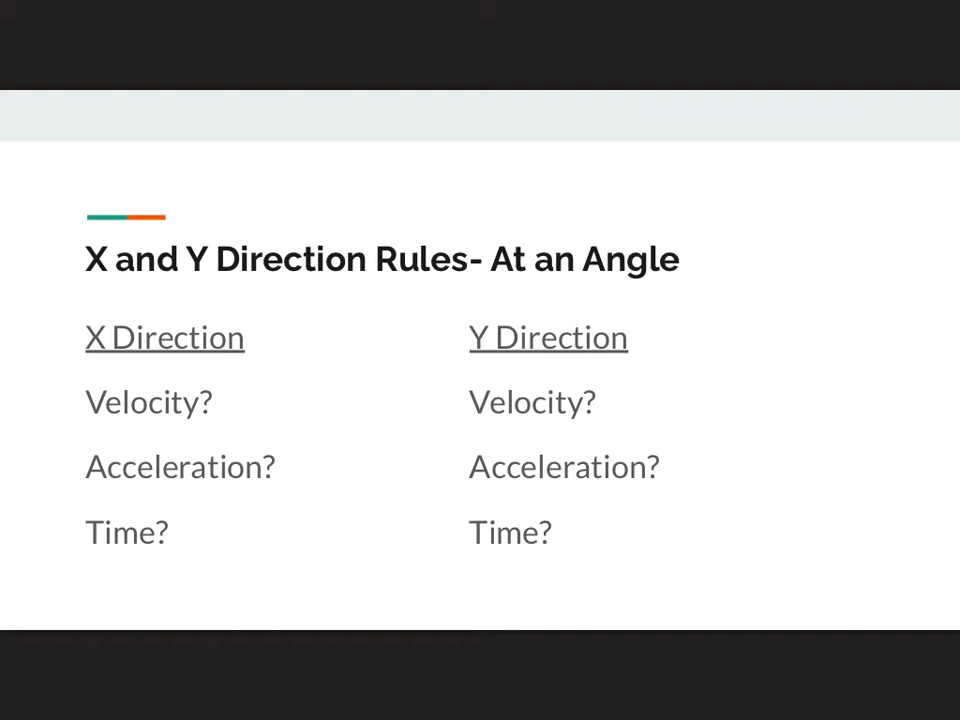 X and Y Direction Rules- At an Angle
X Direction
Velocity?
Acceleration?
Time?
Y Direction
Velocity?
Acceleration?
Time?